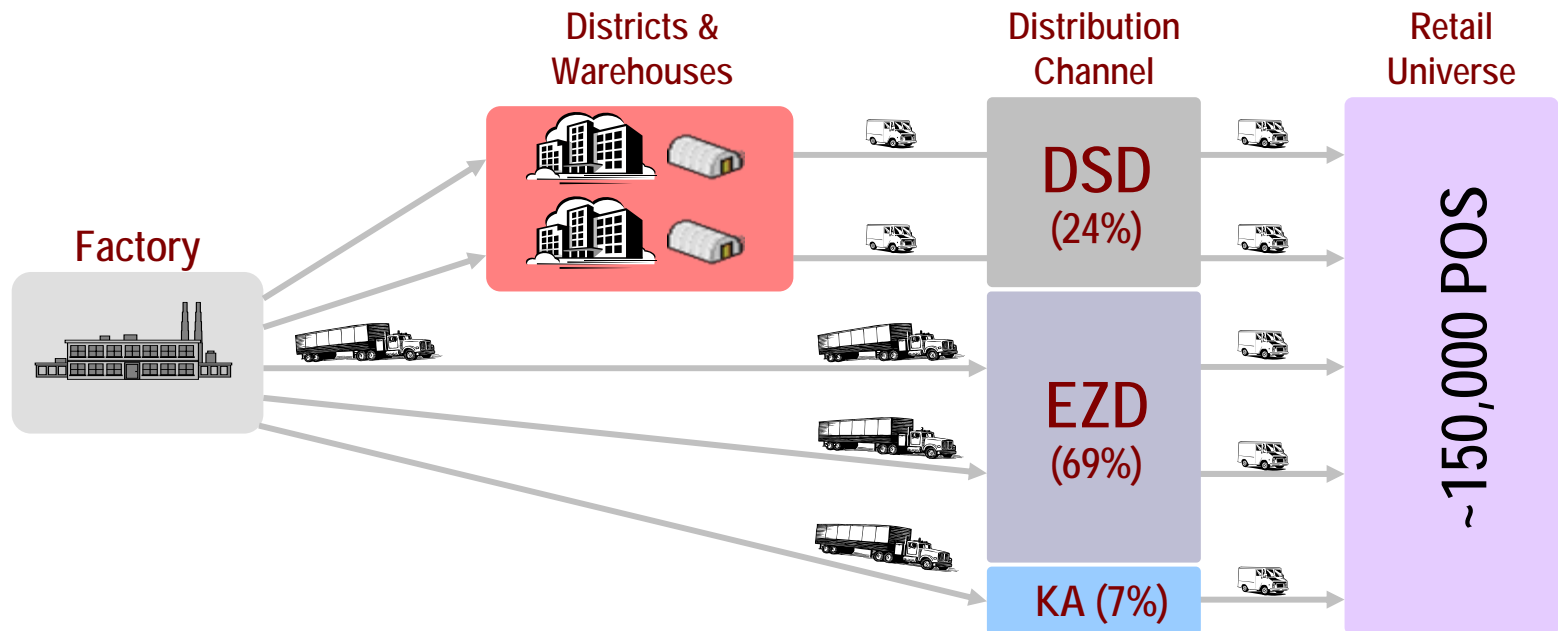 Districts &
Warehouses
Distribution
Channel
Retail
Universe
Factory
DSD
(24%)
EZD
(69%)
KA (7%)
~150,000 POS